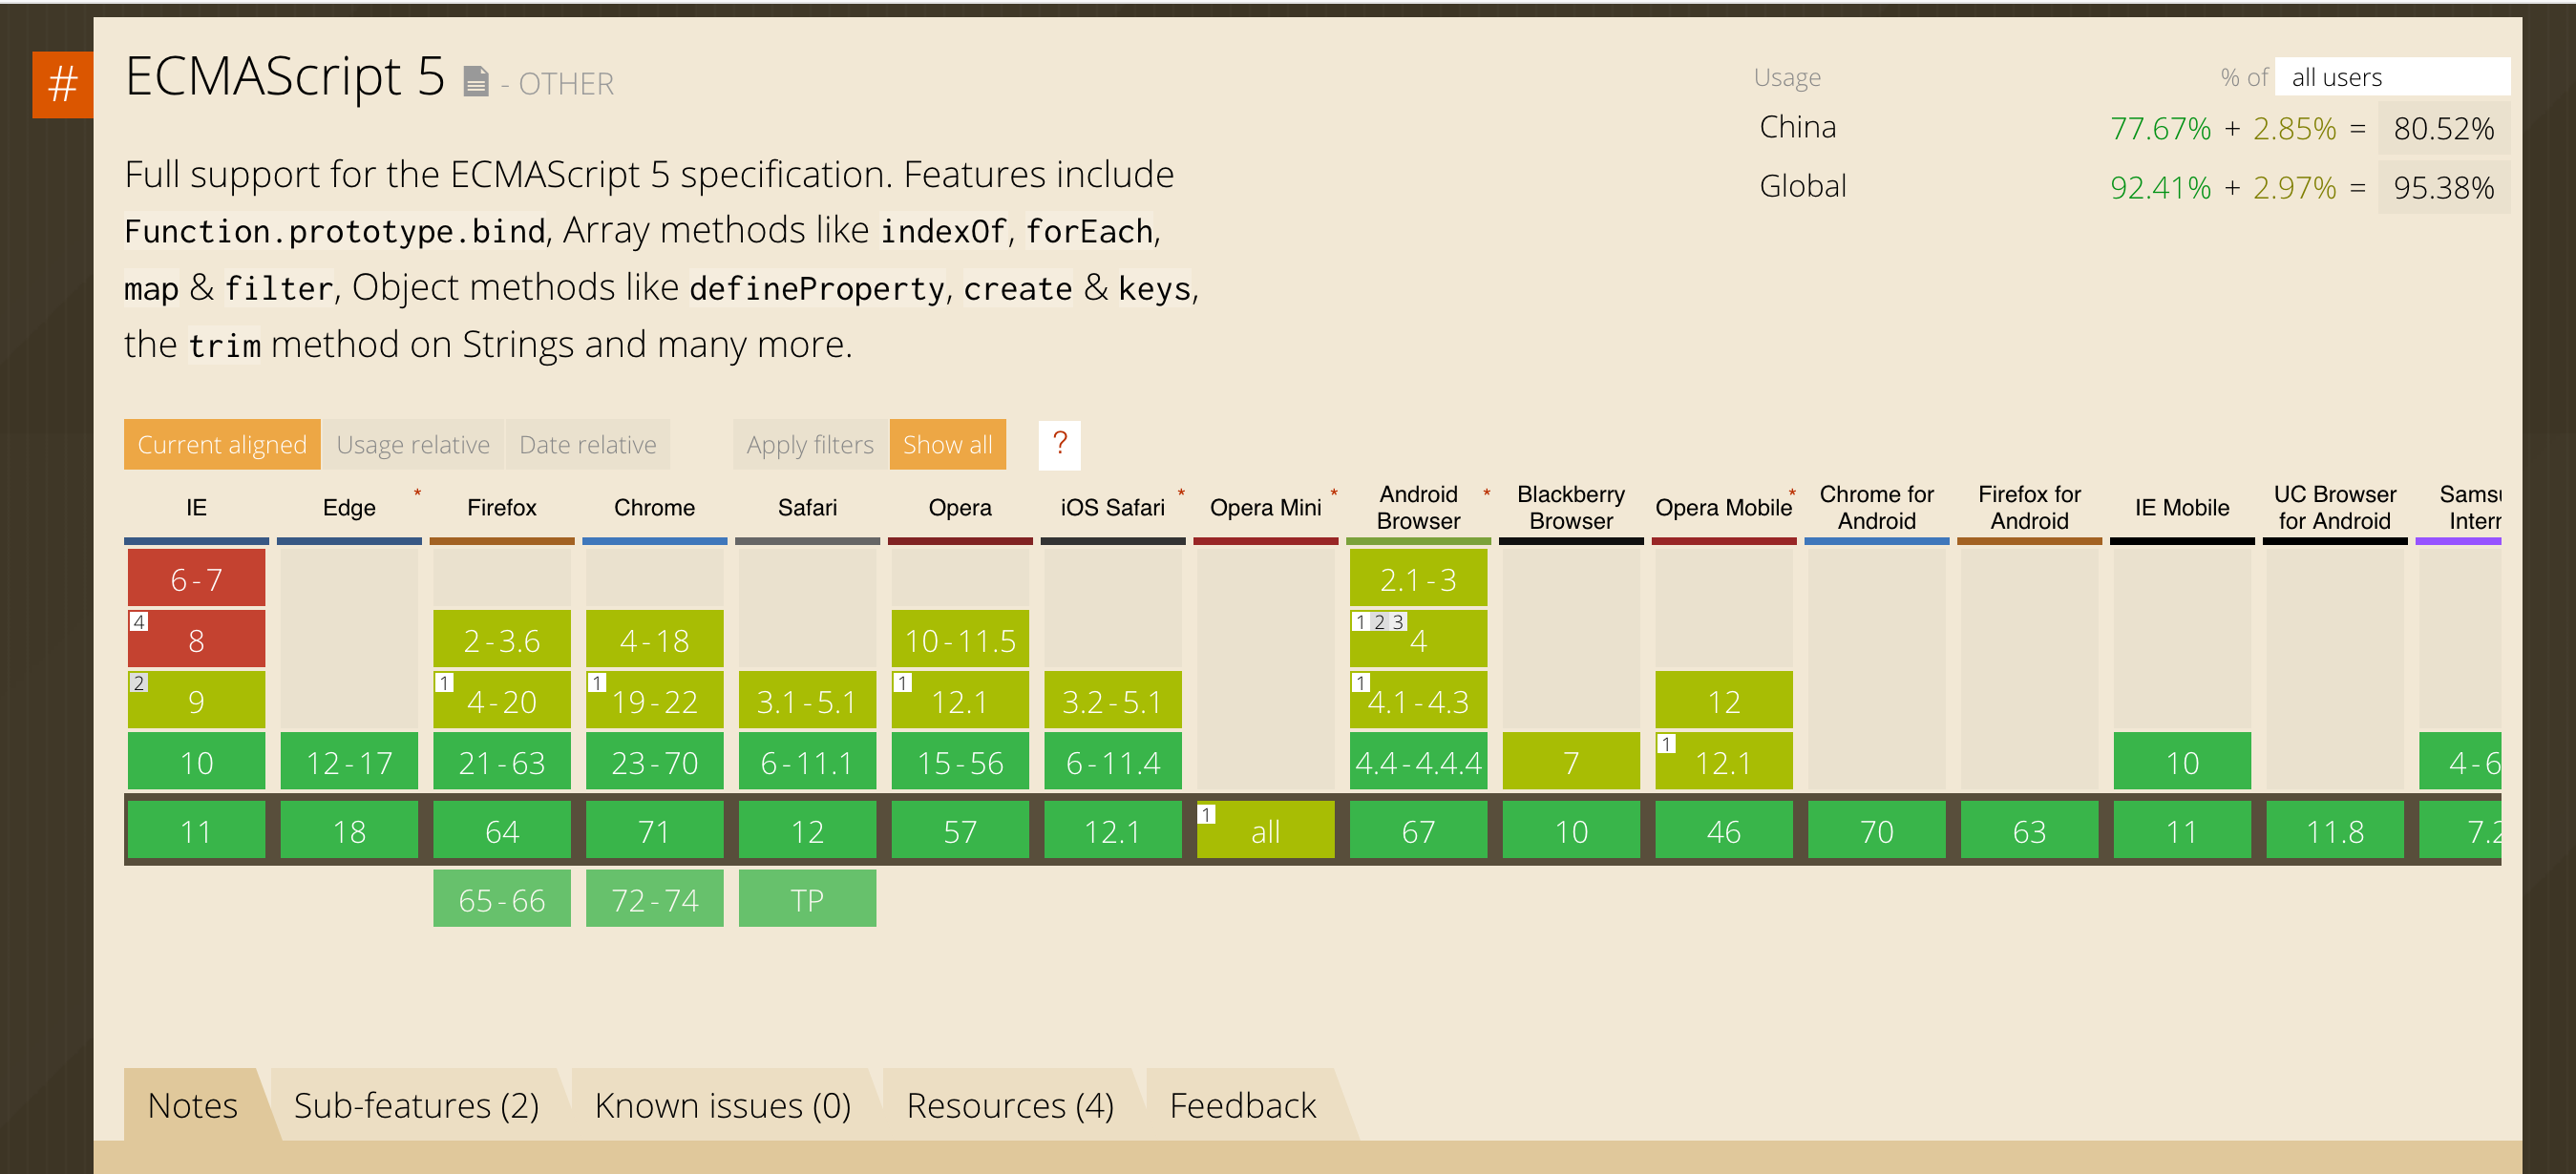 # ECMAScript 5 - OTHER
Usage % of all users
China 77.67% + 2.85% = 80.52%
Global 92.41% + 2.97% = 95.38%
Full support for the ECMAScript 5 specification. Features include
Function.prototype.bind, Array methods like indexOf, forEach,
map & filter, Object methods like defineProperty, create & keys,
the trim method on Strings and many more.
Current aligned Usage relative Date relative Apply filters Show all ?
IE Edge * Firefox Chrome Safari Opera iOS Safari * Opera Mini * Android Browser * Blackberry Browser Opera Mobile * Chrome for Android Firefox for Android IE Mobile UC Browser for Android Samsu Intern
6-7 2.1-3
4 8 2-3.6 4-18 10-11.5 1 2 3 4
2 9 1 4-20 1 19-22 3.1-5.1 1 12.1 3.2-5.1 1 4.1-4.3 12
10 12-17 21-63 23-70 6-11.1 15-56 6-11.4 4.4-4.4.4 7 1 12.1 10 4-6
11 18 64 71 12 57 12.1 1 all 67 10 46 70 63 11 11.8 7.2
65-66 72-74 TP
Notes Sub-features (2) Known issues (0) Resources (4) Feedback